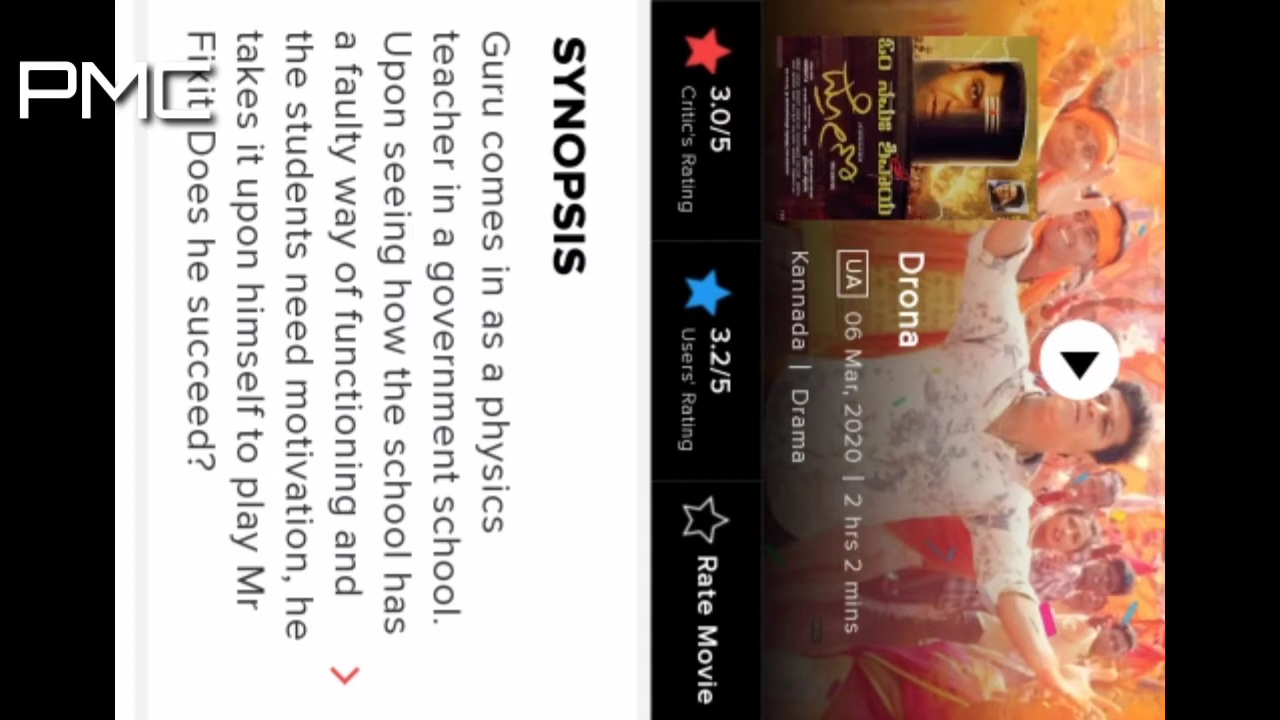 PMC
Drona
UA 06 Mar, 2020 | 2 hrs 2 mins
Kannada | Drama
ಓಂ ನಮಃ ಶಿವಾಯ
ದ್ರೋಣ
3.0/5
Critic's Rating
3.2/5
Users' Rating
Rate Movie
SYNOPSIS
Guru comes in as a physics
teacher in a government school.
Upon seeing how the school has
a faulty way of functioning and
the students need motivation, he
takes it upon himself to play Mr
Fixit. Does he succeed?